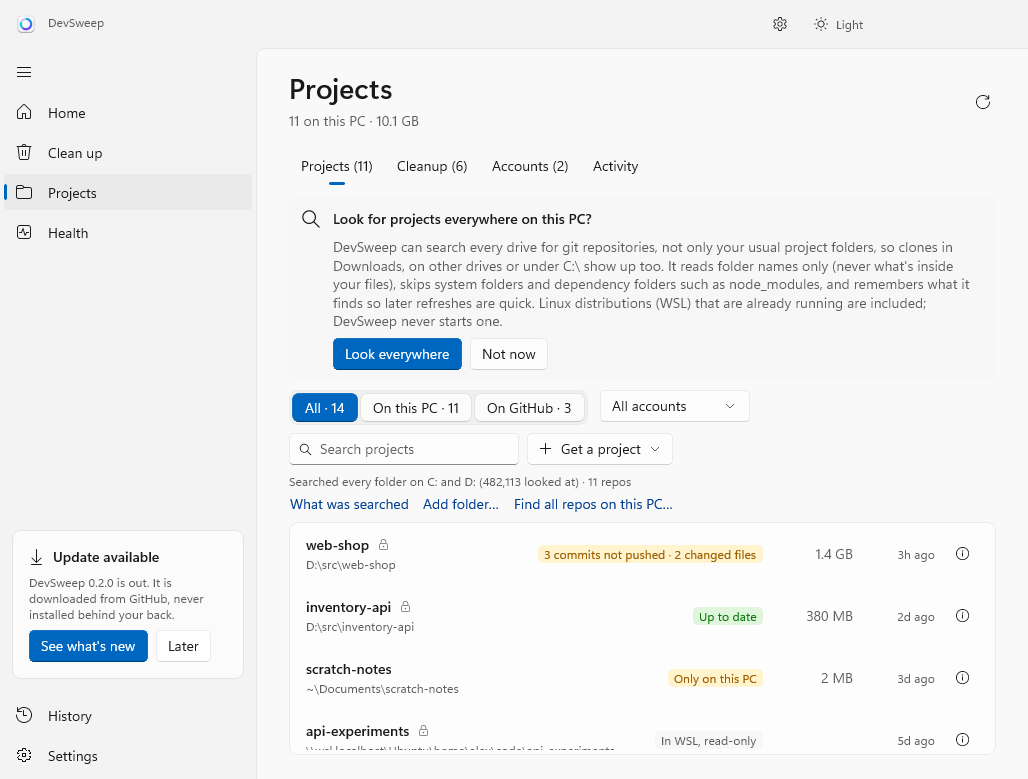 DevSweep
Light
Home
Clean up
Projects
Health
Projects
11 on this PC · 10.1 GB
Projects (11)
Cleanup (6)
Accounts (2)
Activity
Look for projects everywhere on this PC?
DevSweep can search every drive for git repositories, not only your usual project folders, so clones in
Downloads, on other drives or under C:\ show up too. It reads folder names only (never what's inside
your files), skips system folders and dependency folders such as node_modules, and remembers what it
finds so later refreshes are quick. Linux distributions (WSL) that are already running are included;
DevSweep never starts one.
Look everywhere
Not now
All · 14
On this PC · 11
On GitHub · 3
All accounts
Search projects
Get a project
Searched every folder on C: and D: (482,113 looked at) · 11 repos
What was searched
Add folder...
Find all repos on this PC...
web-shop
D:\src\web-shop
3 commits not pushed · 2 changed files
1.4 GB
3h ago
inventory-api
D:\src\inventory-api
Up to date
380 MB
2d ago
scratch-notes
~\Documents\scratch-notes
Only on this PC
2 MB
3d ago
api-experiments
In WSL, read-only
5d ago
Update available
DevSweep 0.2.0 is out. It is
downloaded from GitHub, never
installed behind your back.
See what's new
Later
History
Settings